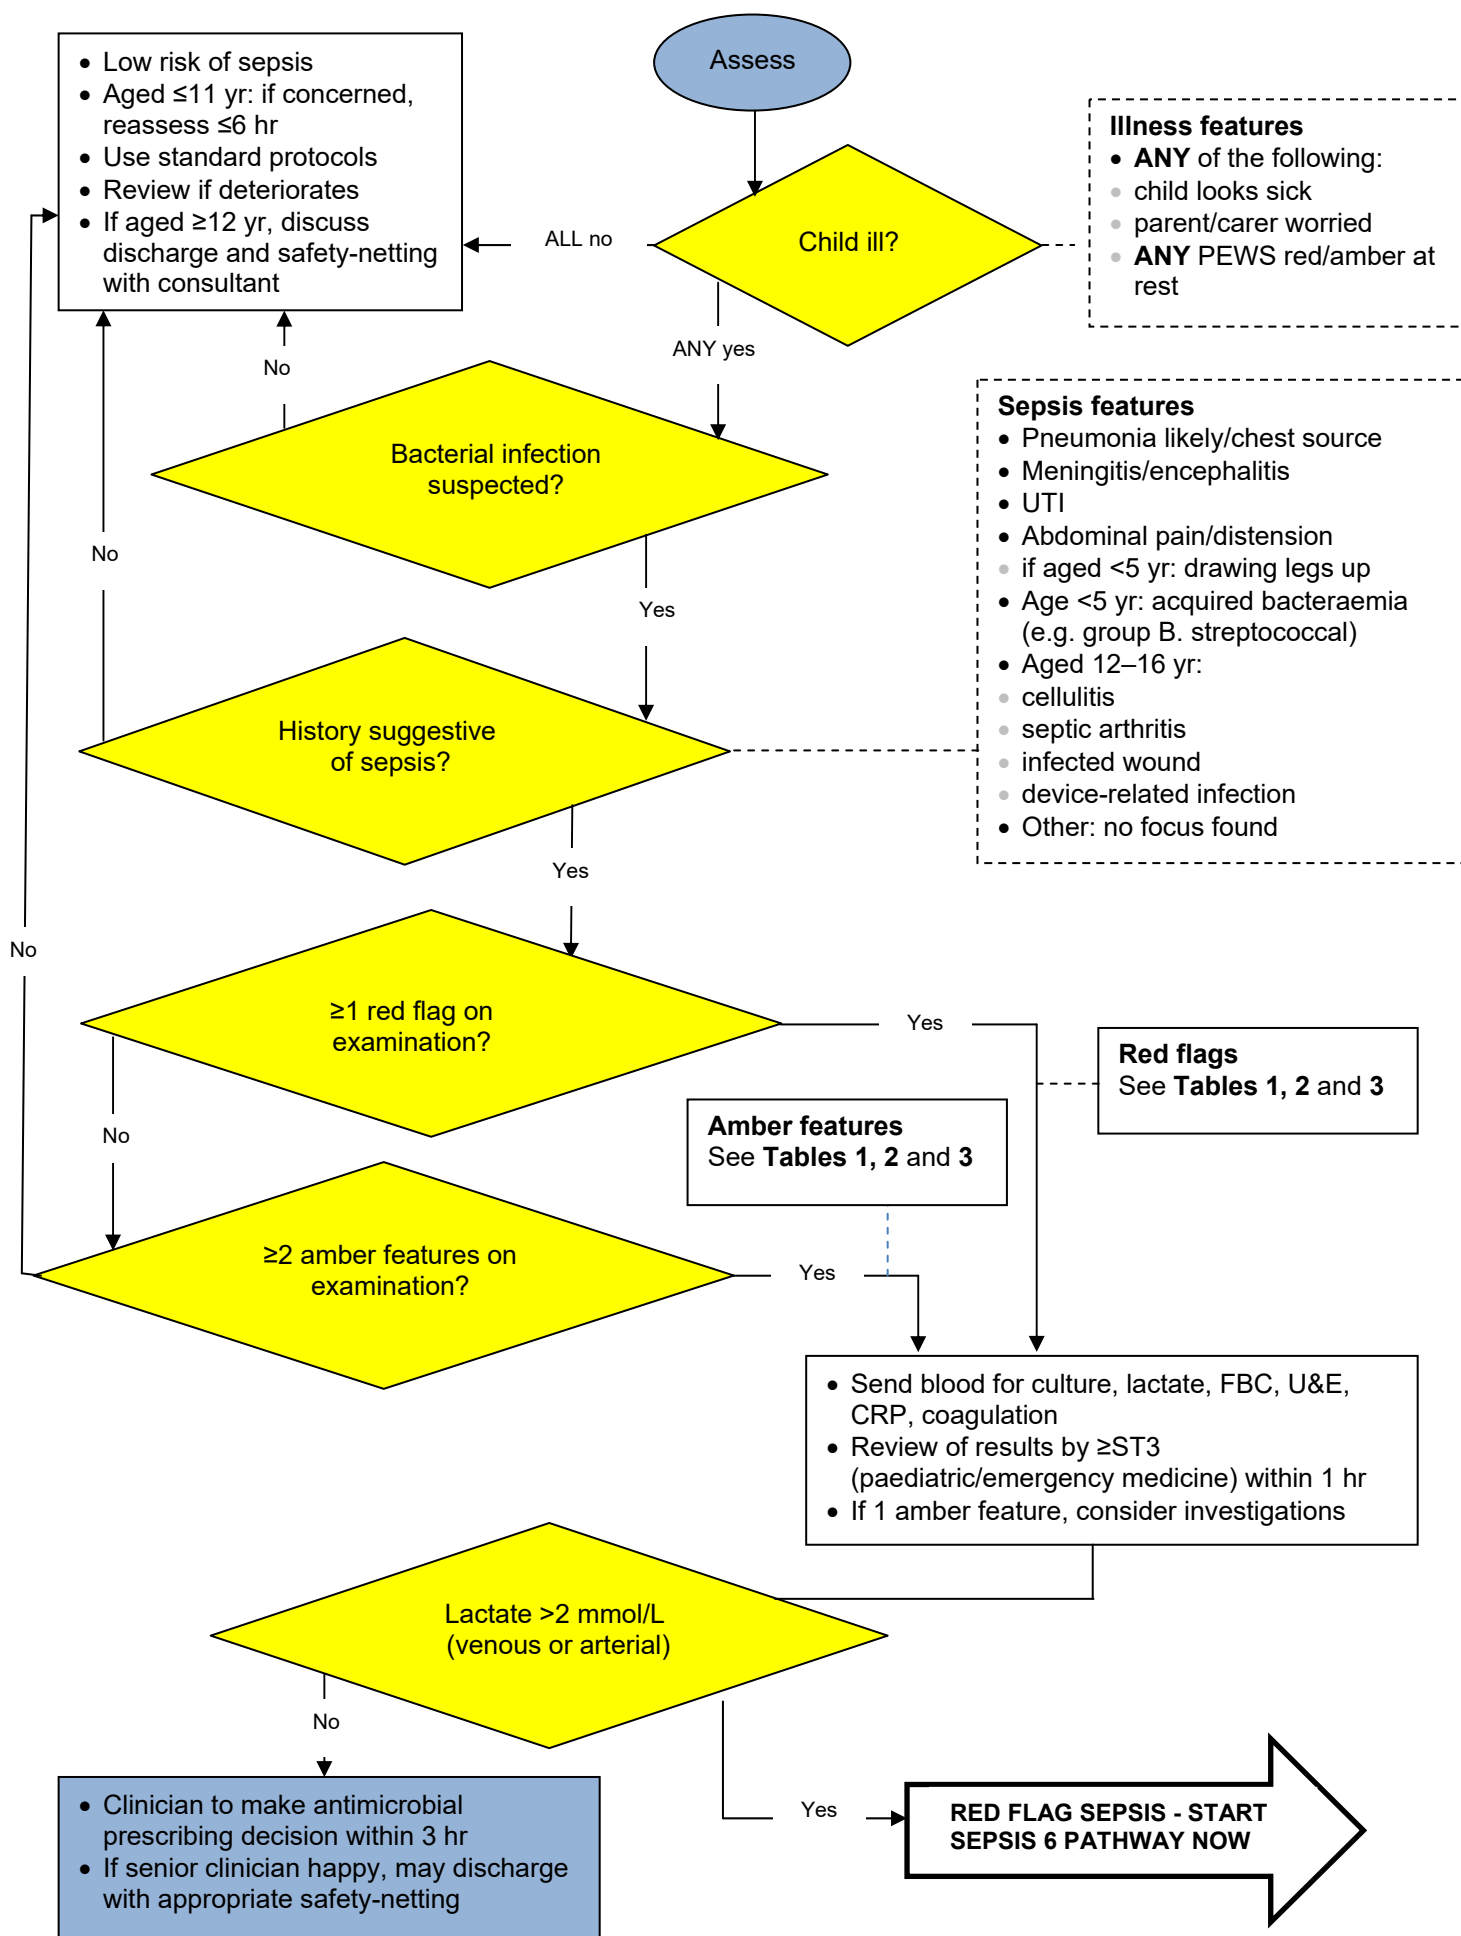 Assess
• Low risk of sepsis
• Aged ≤11 yr: if concerned,
reassess ≤6 hr
• Use standard protocols
• Review if deteriorates
• If aged ≥12 yr, discuss
discharge and safety-netting
with consultant
Child ill?
ALL no
ANY yes
Illness features
• ANY of the following:
• child looks sick
• parent/carer worried
• ANY PEWS red/amber at
rest
Bacterial infection
suspected?
No
Yes
Sepsis features
• Pneumonia likely/chest source
• Meningitis/encephalitis
• UTI
• Abdominal pain/distension
• if aged <5 yr: drawing legs up
• Age <5 yr: acquired bacteraemia
(e.g. group B. streptococcal)
• Aged 12–16 yr:
• cellulitis
• septic arthritis
• infected wound
• device-related infection
• Other: no focus found
History suggestive
of sepsis?
No
Yes
≥1 red flag on
examination?
Yes
No
Red flags
See Tables 1, 2 and 3
Amber features
See Tables 1, 2 and 3
≥2 amber features on
examination?
No
Yes
• Send blood for culture, lactate, FBC, U&E,
CRP, coagulation
• Review of results by ≥ST3
(paediatric/emergency medicine) within 1 hr
• If 1 amber feature, consider investigations
Lactate >2 mmol/L
(venous or arterial)
No
Yes
• Clinician to make antimicrobial
prescribing decision within 3 hr
• If senior clinician happy, may discharge
with appropriate safety-netting
RED FLAG SEPSIS - START
SEPSIS 6 PATHWAY NOW